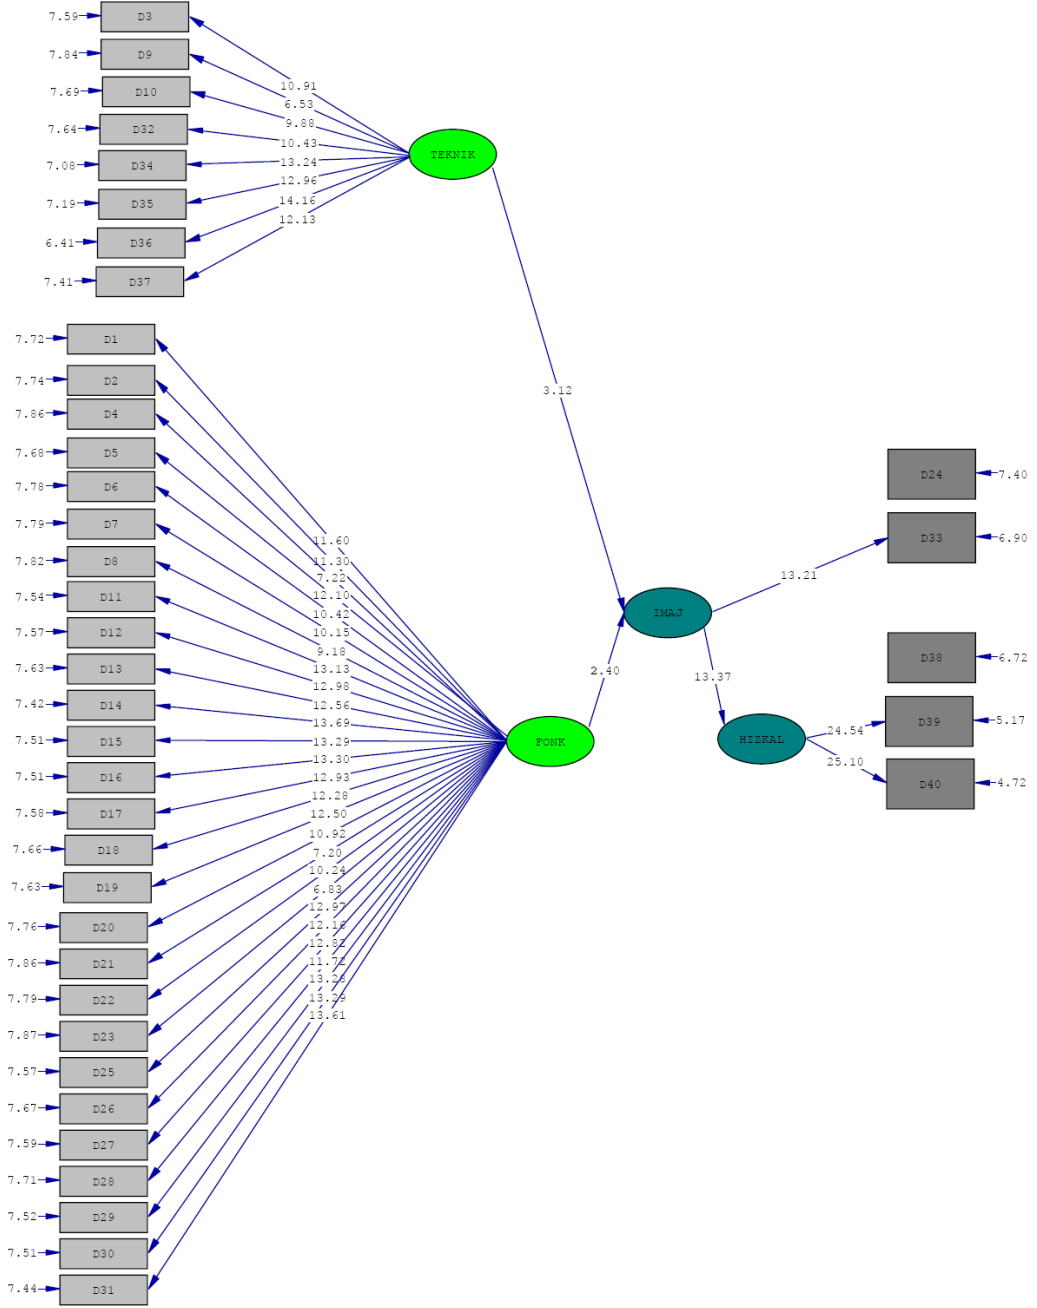 7.59 D3
7.84 D9
7.69 D10
7.64 D32
7.08 D34
7.19 D35
6.41 D36
7.41 D37
10.91
6.53
9.88
10.43
13.24
12.96
14.16
12.13
TEKNIK
3.12
7.72 D1
7.74 D2
7.86 D4
7.68 D5
7.78 D6
7.79 D7
7.82 D8
7.54 D11
7.57 D12
7.63 D13
7.42 D14
7.51 D15
7.51 D16
7.58 D17
7.66 D18
7.63 D19
7.76 D20
7.86 D21
7.79 D22
7.87 D23
7.57 D25
7.67 D26
7.59 D27
7.71 D28
7.52 D29
7.51 D30
7.44 D31
11.60
11.30
7.22
12.10
10.42
10.15
9.18
13.13
12.98
12.56
13.69
13.29
13.30
12.93
12.28
12.50
10.92
7.20
10.24
6.83
12.97
12.16
12.82
11.72
13.28
13.29
13.61
FONK
2.40
IMAJ
13.21
13.37
HIZKAL
24.54
25.10
D24 7.40
D33 6.90
D38 6.72
D39 5.17
D40 4.72